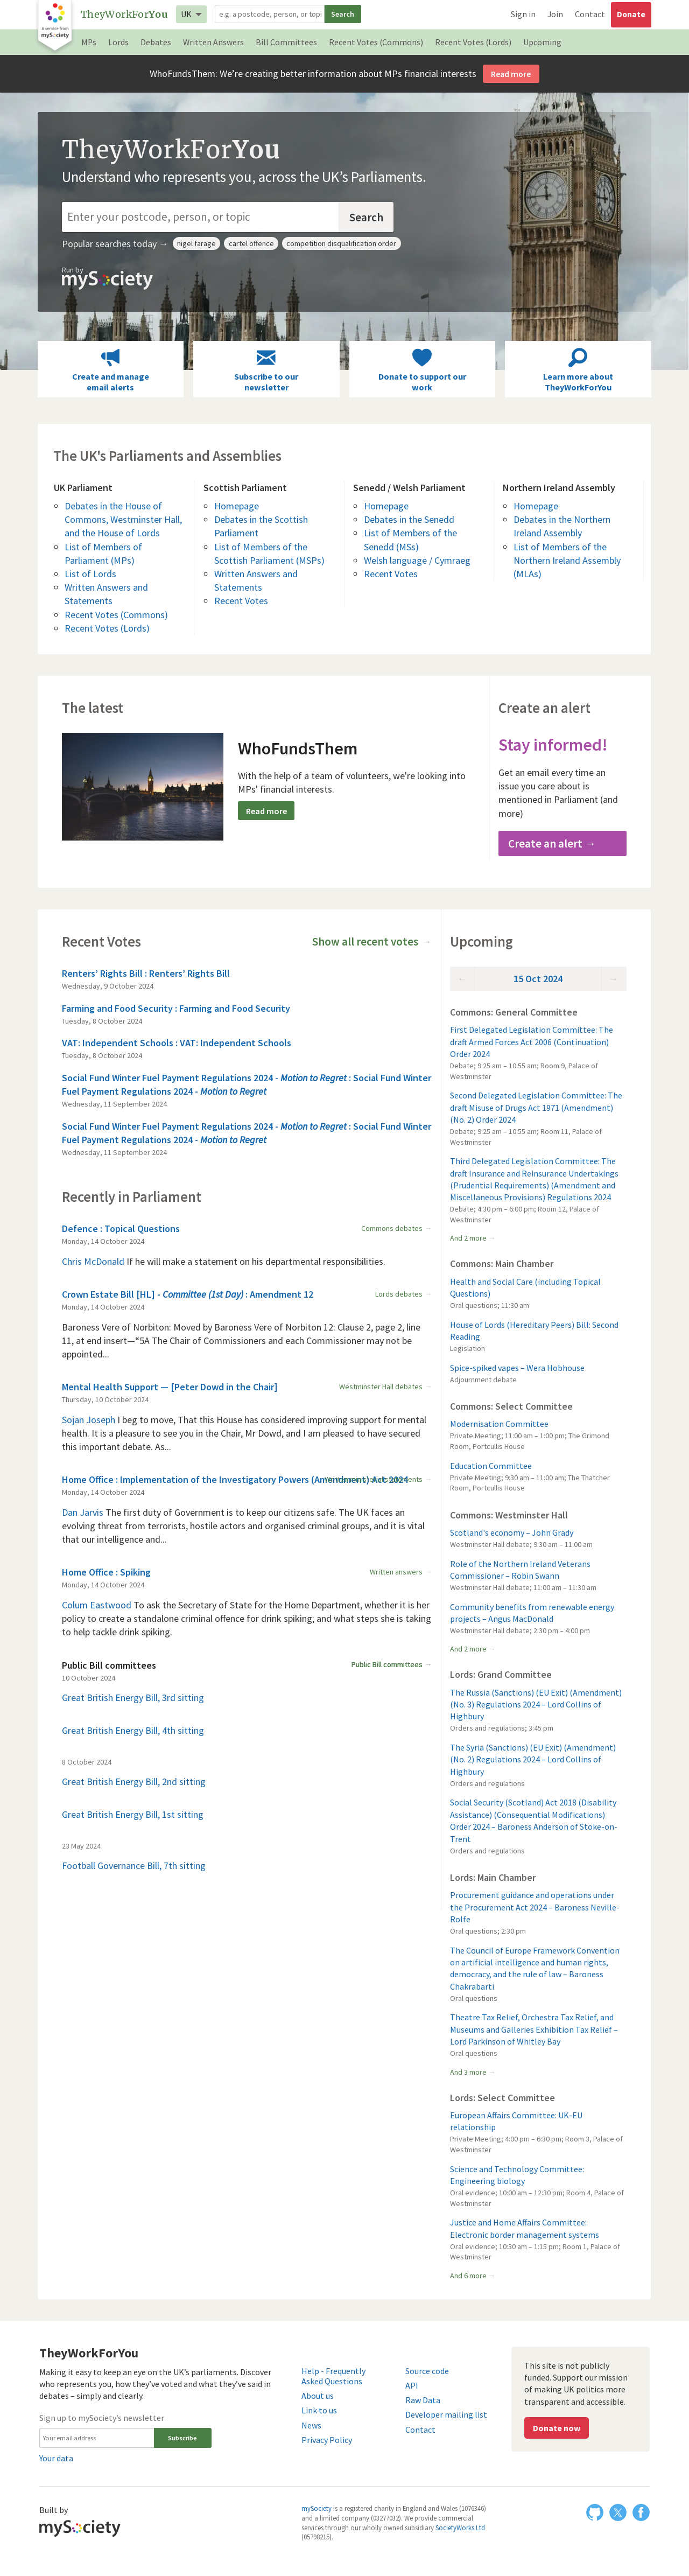 A service from
mySociety
TheyWorkForYou
UK
e.g. a postcode, person, or topi
Search
Sign in
Join
Contact
Donate
MPs
Lords
Debates
Written Answers
Bill Committees
Recent Votes (Commons)
Recent Votes (Lords)
Upcoming
WhoFundsThem: We're creating better information about MPs financial interests
Read more
TheyWorkForYou
Understand who represents you, across the UK's Parliaments.
Enter your postcode, person, or topic
Search
Popular searches today →
nigel farage
cartel offence
competition disqualification order
Run by
mySociety
Create and manage
email alerts
Subscribe to our
newsletter
Donate to support our
work
Learn more about
TheyWorkForYou
The UK's Parliaments and Assemblies
UK Parliament
Debates in the House of
Commons, Westminster Hall,
and the House of Lords
List of Members of
Parliament (MPs)
List of Lords
Written Answers and
Statements
Recent Votes (Commons)
Recent Votes (Lords)
Scottish Parliament
Homepage
Debates in the Scottish
Parliament
List of Members of the
Scottish Parliament (MSPs)
Written Answers and
Statements
Recent Votes
Senedd / Welsh Parliament
Homepage
Debates in the Senedd
List of Members of the
Senedd (MSs)
Welsh language / Cymraeg
Recent Votes
Northern Ireland Assembly
Homepage
Debates in the Northern
Ireland Assembly
List of Members of the
Northern Ireland Assembly
(MLAs)
The latest
WhoFundsThem
With the help of a team of volunteers, we're looking into
MPs' financial interests.
Read more
Create an alert
Stay informed!
Get an email every time an
issue you care about is
mentioned in Parliament (and
more)
Create an alert →
Recent Votes
Show all recent votes →
Renters' Rights Bill : Renters' Rights Bill
Wednesday, 9 October 2024
Farming and Food Security : Farming and Food Security
Tuesday, 8 October 2024
VAT: Independent Schools : VAT: Independent Schools
Tuesday, 8 October 2024
Social Fund Winter Fuel Payment Regulations 2024 - Motion to Regret : Social Fund Winter
Fuel Payment Regulations 2024 - Motion to Regret
Wednesday, 11 September 2024
Social Fund Winter Fuel Payment Regulations 2024 - Motion to Regret : Social Fund Winter
Fuel Payment Regulations 2024 - Motion to Regret
Wednesday, 11 September 2024
Recently in Parliament
Defence : Topical Questions
Commons debates →
Monday, 14 October 2024
Chris McDonald If he will make a statement on his departmental responsibilities.
Crown Estate Bill [HL] - Committee (1st Day) : Amendment 12
Lords debates →
Monday, 14 October 2024
Baroness Vere of Norbiton: Moved by Baroness Vere of Norbiton 12: Clause 2, page 2, line
11, at end insert—"5A The Chair of Commissioners and each Commissioner may not be
appointed...
Mental Health Support — [Peter Dowd in the Chair]
Westminster Hall debates →
Thursday, 10 October 2024
Sojan Joseph I beg to move, That this House has considered improving support for mental
health. It is a pleasure to see you in the Chair, Mr Dowd, and I am pleased to have secured
this important debate. As...
Home Office : Implementation of the Investigatory Powers (Amendment) Act 2024
Monday, 14 October 2024
Dan Jarvis The first duty of Government is to keep our citizens safe. The UK faces an
evolving threat from terrorists, hostile actors and organised criminal groups, and it is vital
that our intelligence and...
Home Office : Spiking
Written answers →
Monday, 14 October 2024
Colum Eastwood To ask the Secretary of State for the Home Department, whether it is her
policy to create a standalone criminal offence for drink spiking; and what steps she is taking
to help tackle drink spiking.
Public Bill committees
Public Bill committees →
10 October 2024
Great British Energy Bill, 3rd sitting
Great British Energy Bill, 4th sitting
8 October 2024
Great British Energy Bill, 2nd sitting
Great British Energy Bill, 1st sitting
23 May 2024
Football Governance Bill, 7th sitting
Upcoming
← 15 Oct 2024 →
Commons: General Committee
First Delegated Legislation Committee: The
draft Armed Forces Act 2006 (Continuation)
Order 2024
Debate; 9:25 am – 10:55 am; Room 9, Palace of
Westminster
Second Delegated Legislation Committee: The
draft Misuse of Drugs Act 1971 (Amendment)
(No. 2) Order 2024
Debate; 9:25 am – 10:55 am; Room 11, Palace of
Westminster
Third Delegated Legislation Committee: The
draft Insurance and Reinsurance Undertakings
(Prudential Requirements) (Amendment and
Miscellaneous Provisions) Regulations 2024
Debate; 4:30 pm – 6:00 pm; Room 12, Palace of
Westminster
And 2 more →
Commons: Main Chamber
Health and Social Care (including Topical
Questions)
Oral questions; 11:30 am
House of Lords (Hereditary Peers) Bill: Second
Reading
Legislation
Spice-spiked vapes – Wera Hobhouse
Adjournment debate
Commons: Select Committee
Modernisation Committee
Private Meeting; 11:00 am – 1:00 pm; The Grimond
Room, Portcullis House
Education Committee
Private Meeting; 9:30 am – 11:00 am; The Thatcher
Room, Portcullis House
Commons: Westminster Hall
Scotland's economy – John Grady
Westminster Hall debate; 9:30 am – 11:00 am
Role of the Northern Ireland Veterans
Commissioner – Robin Swann
Westminster Hall debate; 11:00 am – 11:30 am
Community benefits from renewable energy
projects – Angus MacDonald
Westminster Hall debate; 2:30 pm – 4:00 pm
And 2 more →
Lords: Grand Committee
The Russia (Sanctions) (EU Exit) (Amendment)
(No. 3) Regulations 2024 – Lord Collins of
Highbury
Orders and regulations; 3:45 pm
The Syria (Sanctions) (EU Exit) (Amendment)
(No. 2) Regulations 2024 – Lord Collins of
Highbury
Orders and regulations
Social Security (Scotland) Act 2018 (Disability
Assistance) (Consequential Modifications)
Order 2024 – Baroness Anderson of Stoke-on-
Trent
Orders and regulations
Lords: Main Chamber
Procurement guidance and operations under
the Procurement Act 2024 – Baroness Neville-
Rolfe
Oral questions; 2:30 pm
The Council of Europe Framework Convention
on artificial intelligence and human rights,
democracy, and the rule of law – Baroness
Chakrabarti
Oral questions
Theatre Tax Relief, Orchestra Tax Relief, and
Museums and Galleries Exhibition Tax Relief –
Lord Parkinson of Whitley Bay
Oral questions
And 3 more →
Lords: Select Committee
European Affairs Committee: UK-EU
relationship
Private Meeting; 4:00 pm – 6:30 pm; Room 3, Palace of
Westminster
Science and Technology Committee:
Engineering biology
Oral evidence; 10:00 am – 12:30 pm; Room 4, Palace of
Westminster
Justice and Home Affairs Committee:
Electronic border management systems
Oral evidence; 10:30 am – 1:15 pm; Room 1, Palace of
Westminster
And 6 more →
TheyWorkForYou
Making it easy to keep an eye on the UK's parliaments. Discover
who represents you, how they've voted and what they've said in
debates – simply and clearly.
Sign up to mySociety's newsletter
Your email address
Subscribe
Your data
Help - Frequently
Asked Questions
About us
Link to us
News
Privacy Policy
Source code
API
Raw Data
Developer mailing list
Contact
This site is not publicly
funded. Support our mission
of making UK politics more
transparent and accessible.
Donate now
Built by
mySociety
mySociety is a registered charity in England and Wales (1076346)
and a limited company (03277032). We provide commercial
services through our wholly owned subsidiary SocietyWorks Ltd
(05798215).